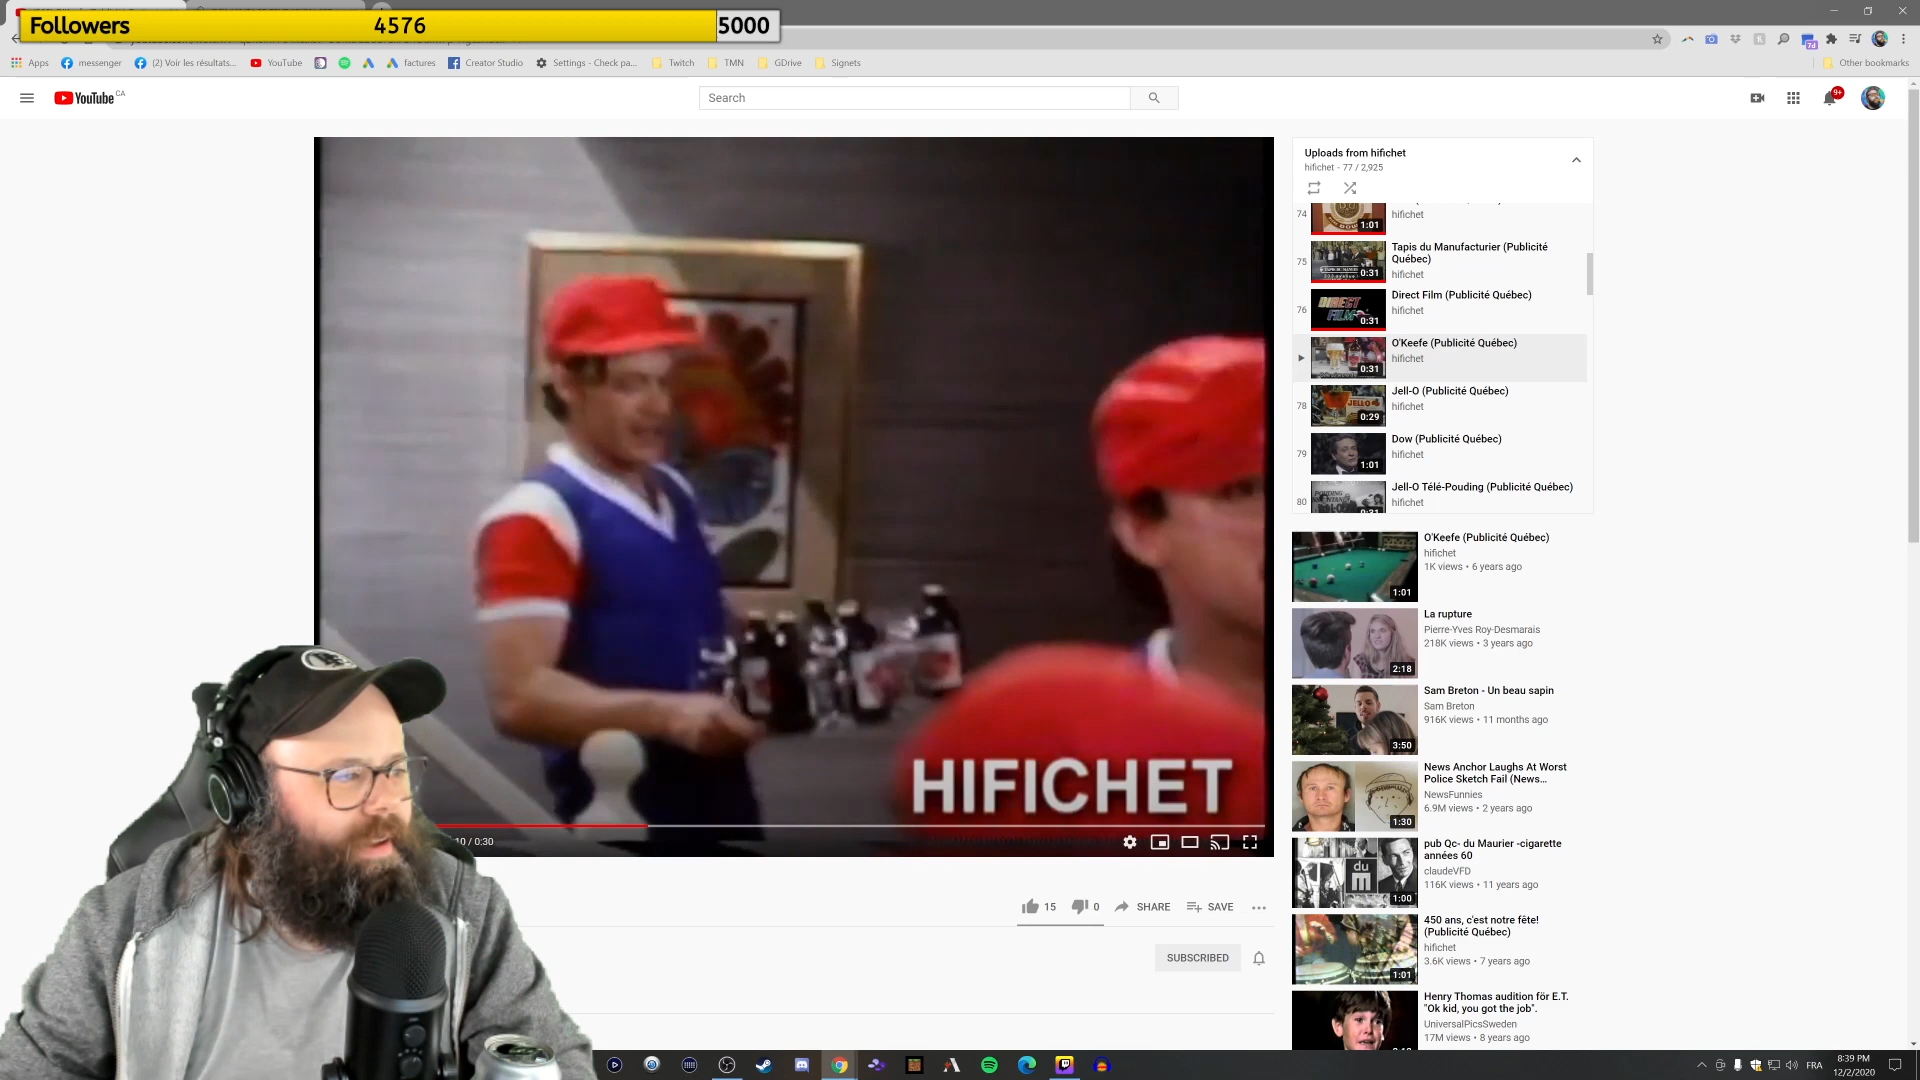 Followers 4576 5000
Apps messenger (2) Voir les résultats... YouTube factures Creator Studio Settings - Check pa... Twitch TMN GDrive Signets Other bookmarks
7d
YouTube CA
Search
9+
HIFICHET
10 / 0:30
15 0 SHARE SAVE
SUBSCRIBED
Uploads from hifichet
hifichet - 77 / 2,925
74
1:01
hifichet
75
0:31
Tapis du Manufacturier (Publicité
Québec)
hifichet
76
DIRECT
FILM
0:31
Direct Film (Publicité Québec)
hifichet
0:31
O'Keefe (Publicité Québec)
hifichet
78
JELL-O
0:29
Jell-O (Publicité Québec)
hifichet
79
1:01
Dow (Publicité Québec)
hifichet
80
0:31
Jell-O Télé-Pouding (Publicité Québec)
hifichet
1:01
O'Keefe (Publicité Québec)
hifichet
1K views • 6 years ago
2:18
La rupture
Pierre-Yves Roy-Desmarais
218K views • 3 years ago
3:50
Sam Breton - Un beau sapin
Sam Breton
916K views • 11 months ago
1:30
News Anchor Laughs At Worst
Police Sketch Fail (News...
NewsFunnies
6.9M views • 2 years ago
du
M
1:00
pub Qc- du Maurier -cigarette
années 60
claudeVFD
116K views • 11 years ago
1:01
450 ans, c'est notre fête!
(Publicité Québec)
hifichet
3.6K views • 7 years ago
Henry Thomas audition för E.T.
"Ok kid, you got the job".
UniversalPicsSweden
17M views • 8 years ago
FRA
8:39 PM
12/2/2020